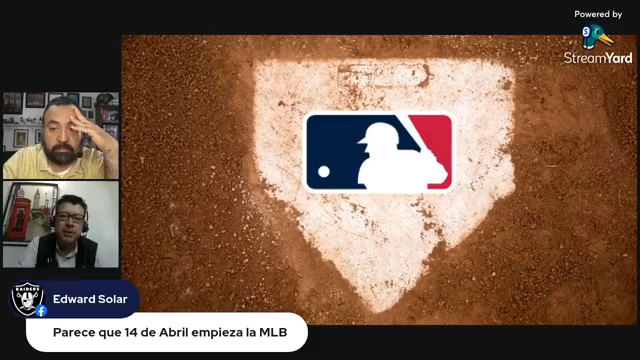 Powered by
StreamYard
RAIDERS
Edward Solar
Parece que 14 de Abril empieza la MLB